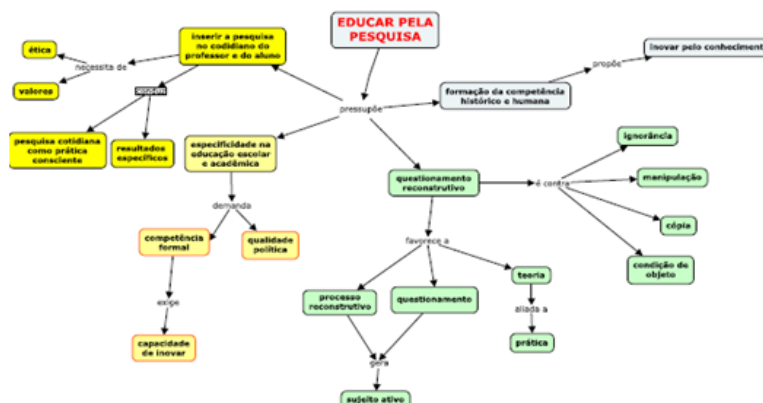 EDUCAR PELA
PESQUISA
inserir a pesquisa
no codidiano do
professor e do aluno
ética
necessita de
valores
conduz
pesquisa cotidiana
como prática
consciente
resultados
específicos
pressupõe
formação da competência
histórico e humana
propõe
inovar pelo conheciment
especificidade na
educação escolar
e acadêmica
demanda
competência
formal
qualidade
política
exige
capacidade
de inovar
questionamento
reconstrutivo
é contra
ignorância
manipulação
cópia
condição de
objeto
favorece a
processo
reconstrutivo
questionamento
teoria
aliada a
prática
gera
sujeito ativo